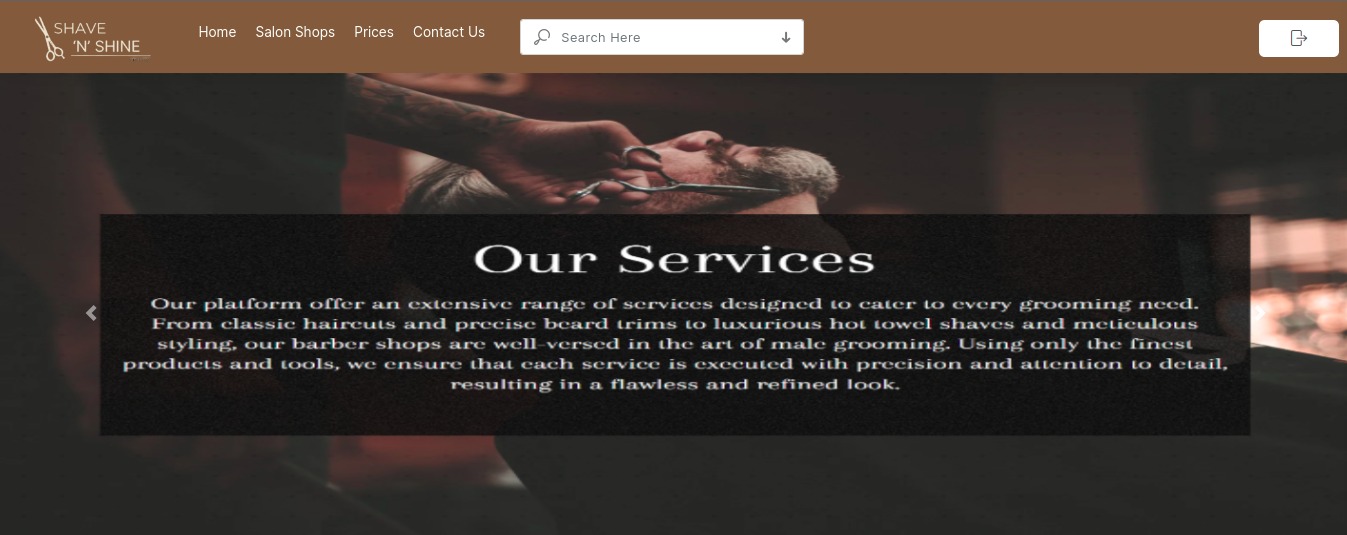 SHAVE
'N' SHINE
Home Salon Shops Prices Contact Us
Search Here
Our Services
Our platform offer an extensive range of services designed to cater to every grooming need.
From classic haircuts and precise beard trims to luxurious hot towel shaves and meticulous
styling, our barber shops are well-versed in the art of male grooming. Using only the finest
products and tools, we ensure that each service is executed with precision and attention to detail,
resulting in a flawless and refined look.